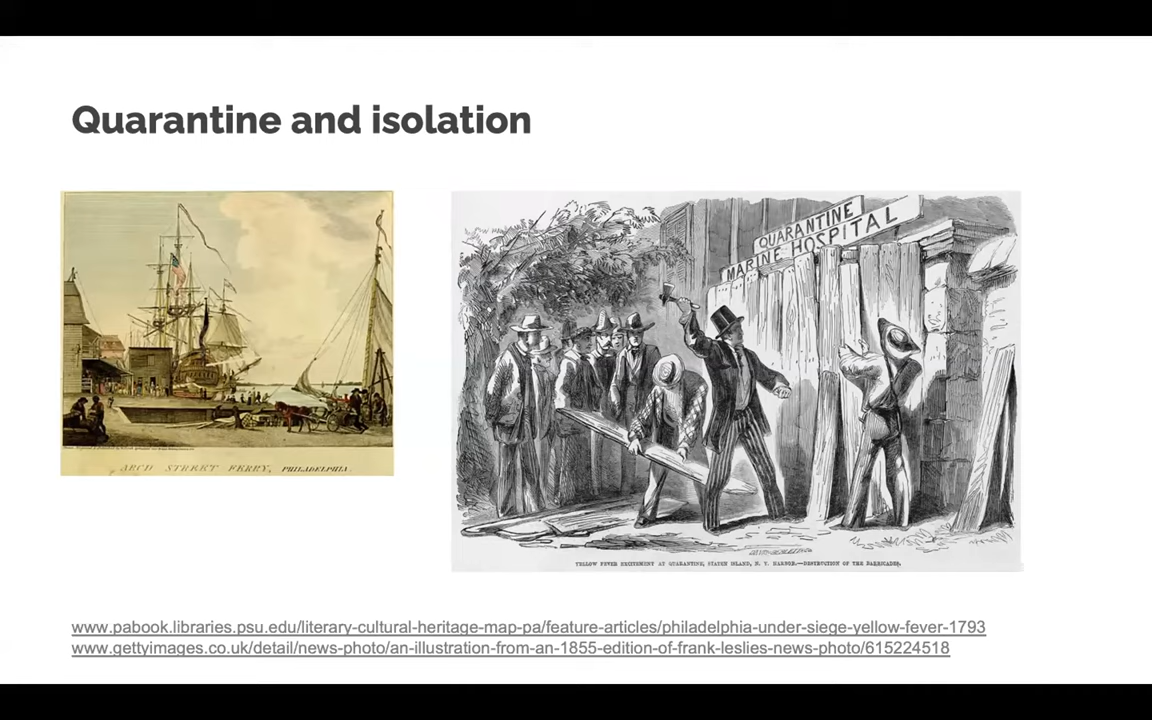 Quarantine and isolation
QUARANTINE
MARINE HOSPITAL
ARCH STREET FERRY, PHILADELPHIA.
YELLOW FEVER EXCITEMENT AT QUARANTINE, STATEN ISLAND, N. Y. HARBOR.—DESTRUCTION OF THE BARRICADES.
www.pabook.libraries.psu.edu/literary-cultural-heritage-map-pa/feature-articles/philadelphia-under-siege-yellow-fever-1793
www.gettyimages.co.uk/detail/news-photo/an-illustration-from-an-1855-edition-of-frank-leslies-news-photo/615224518